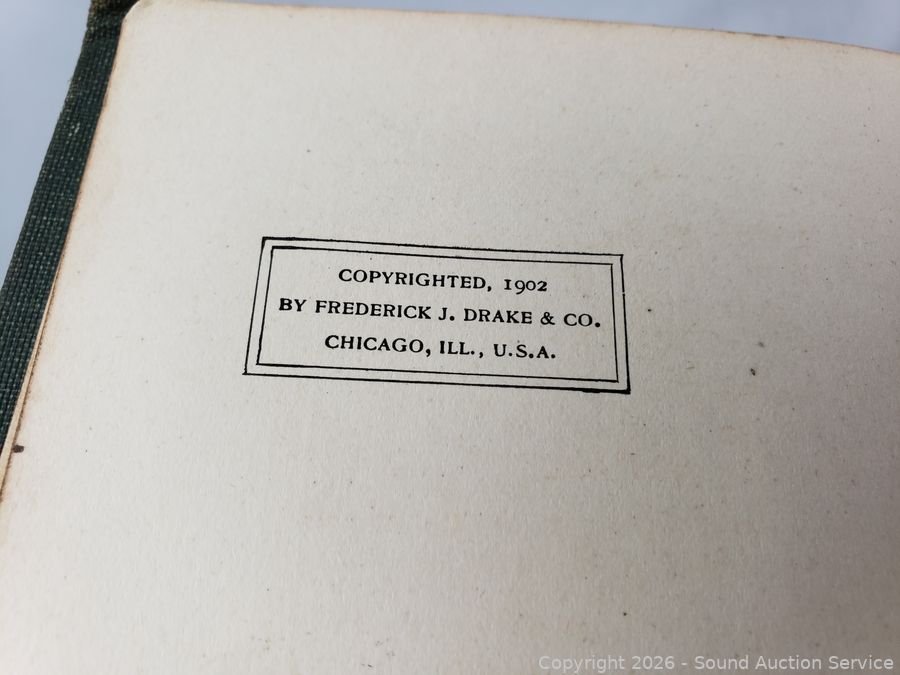 COPYRIGHTED, 1902
BY FREDERICK J. DRAKE & CO.
CHICAGO, ILL., U.S.A.
Copyright 2026 - Sound Auction Service